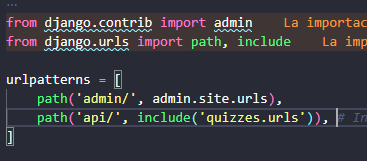 from django.contrib import admin La importac
from django.urls import path, include La imp
urlpatterns = [
path('admin/', admin.site.urls),
path('api/', include('quizzes.urls')), # In
]